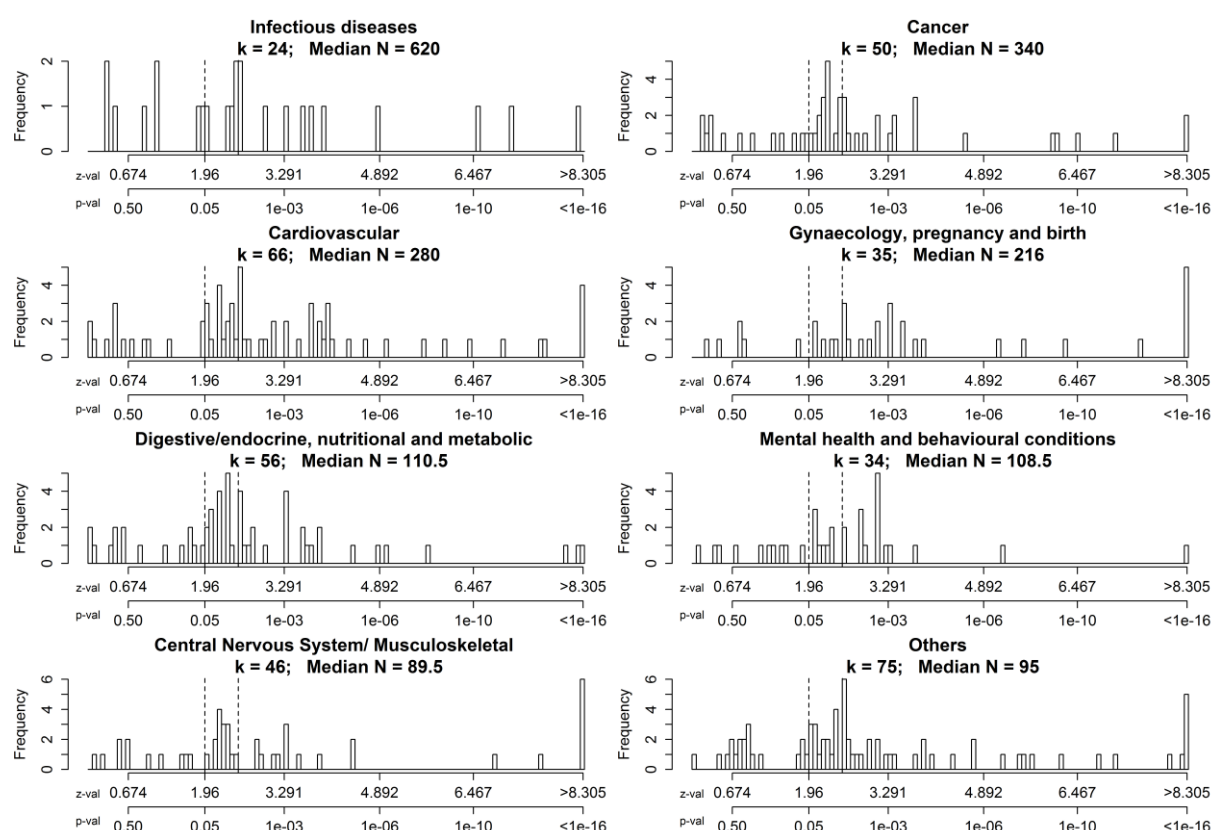 Infectious diseases
k = 24; Median N = 620
Frequency
2
1
0
z-val 0.674 1.96 3.291 4.892 6.467 >8.305
p-val 0.50 0.05 1e-03 1e-06 1e-10 <1e-16
Cancer
k = 50; Median N = 340
Frequency
4
2
0
z-val 0.674 1.96 3.291 4.892 6.467 >8.305
p-val 0.50 0.05 1e-03 1e-06 1e-10 <1e-16
Cardiovascular
k = 66; Median N = 280
Frequency
4
2
0
z-val 0.674 1.96 3.291 4.892 6.467 >8.305
p-val 0.50 0.05 1e-03 1e-06 1e-10 <1e-16
Gynaecology, pregnancy and birth
k = 35; Median N = 216
Frequency
4
2
0
z-val 0.674 1.96 3.291 4.892 6.467 >8.305
p-val 0.50 0.05 1e-03 1e-06 1e-10 <1e-16
Digestive/endocrine, nutritional and metabolic
k = 56; Median N = 110.5
Frequency
4
2
0
z-val 0.674 1.96 3.291 4.892 6.467 >8.305
p-val 0.50 0.05 1e-03 1e-06 1e-10 <1e-16
Mental health and behavioural conditions
k = 34; Median N = 108.5
Frequency
4
2
0
z-val 0.674 1.96 3.291 4.892 6.467 >8.305
p-val 0.50 0.05 1e-03 1e-06 1e-10 <1e-16
Central Nervous System/ Musculoskeletal
k = 46; Median N = 89.5
Frequency
6
4
2
0
z-val 0.674 1.96 3.291 4.892 6.467 >8.305
p-val 0.50 0.05 1e-03 1e-06 1e-10 <1e-16
Others
k = 75; Median N = 95
Frequency
6
4
2
0
z-val 0.674 1.96 3.291 4.892 6.467 >8.305
p-val 0.50 0.05 1e-03 1e-06 1e-10 <1e-16